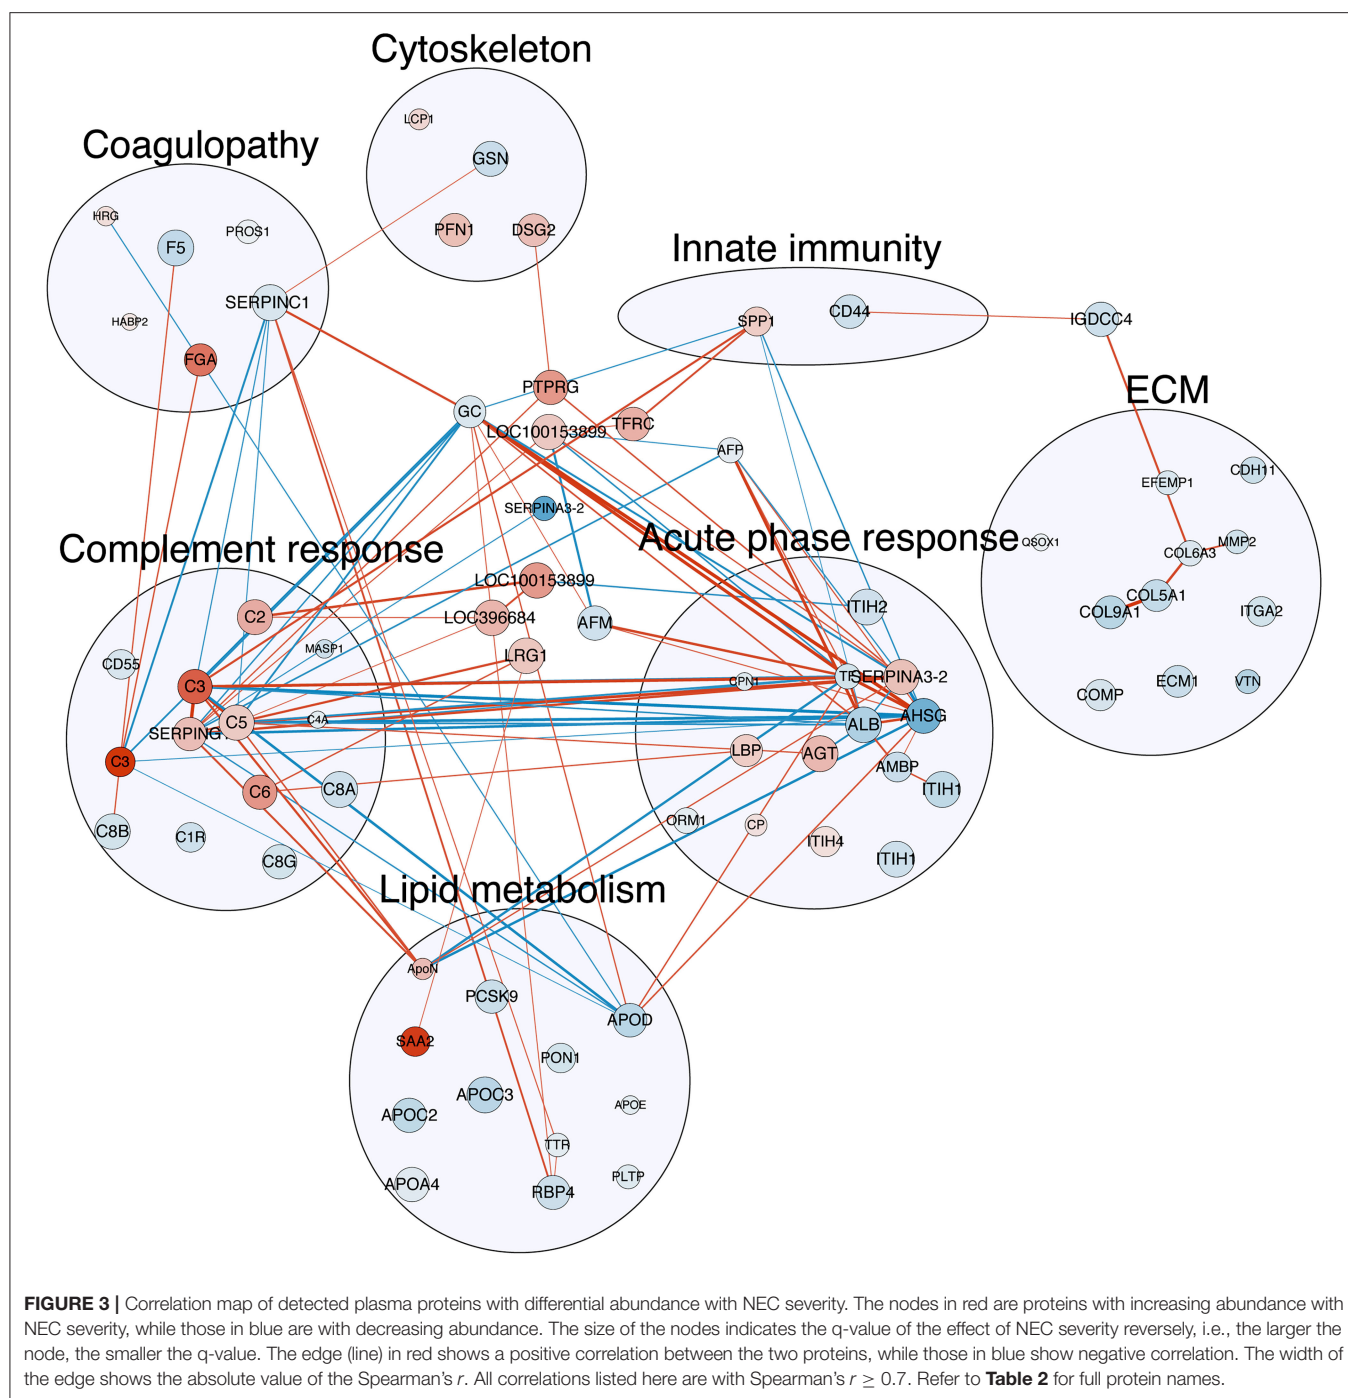 Cytoskeleton
LCP1
GSN
PFN1
DSG2
Coagulopathy
HRG
F5
PROS1
SERPINC1
HABP2
FGA
Innate immunity
SPP1
CD44
IGDCC4
ECM
EFEMP1
CDH11
QSOX1
COL6A3
MMP2
COL5A1
COL9A1
ITGA2
COMP
ECM1
VTN
PTPRG
GC
LOC100153899
TFRC
AFP
SERPINA3-2
LOC100153899
LOC396684
AFM
LRG1
Complement response
C2
MASP1
CD55
C3
SERPING
C5
C4A
C3
C6
C8A
C8B
C1R
C8G
Acute phase response
ITIH2
CPN1
TF
SERPINA3-2
ALB
AHSG
LBP
AGT
AMBP
ITIH1
ORM1
CP
ITIH4
ITIH1
Lipid metabolism
ApoN
PCSK9
APOD
SAA2
PON1
APOC3
APOC2
APOE
TTR
APOA4
RBP4
PLTP
FIGURE 3 | Correlation map of detected plasma proteins with differential abundance with NEC severity. The nodes in red are proteins with increasing abundance with
NEC severity, while those in blue are with decreasing abundance. The size of the nodes indicates the q-value of the effect of NEC severity reversely, i.e., the larger the
node, the smaller the q-value. The edge (line) in red shows a positive correlation between the two proteins, while those in blue show negative correlation. The width of
the edge shows the absolute value of the Spearman's r. All correlations listed here are with Spearman's r ≥ 0.7. Refer to Table 2 for full protein names.